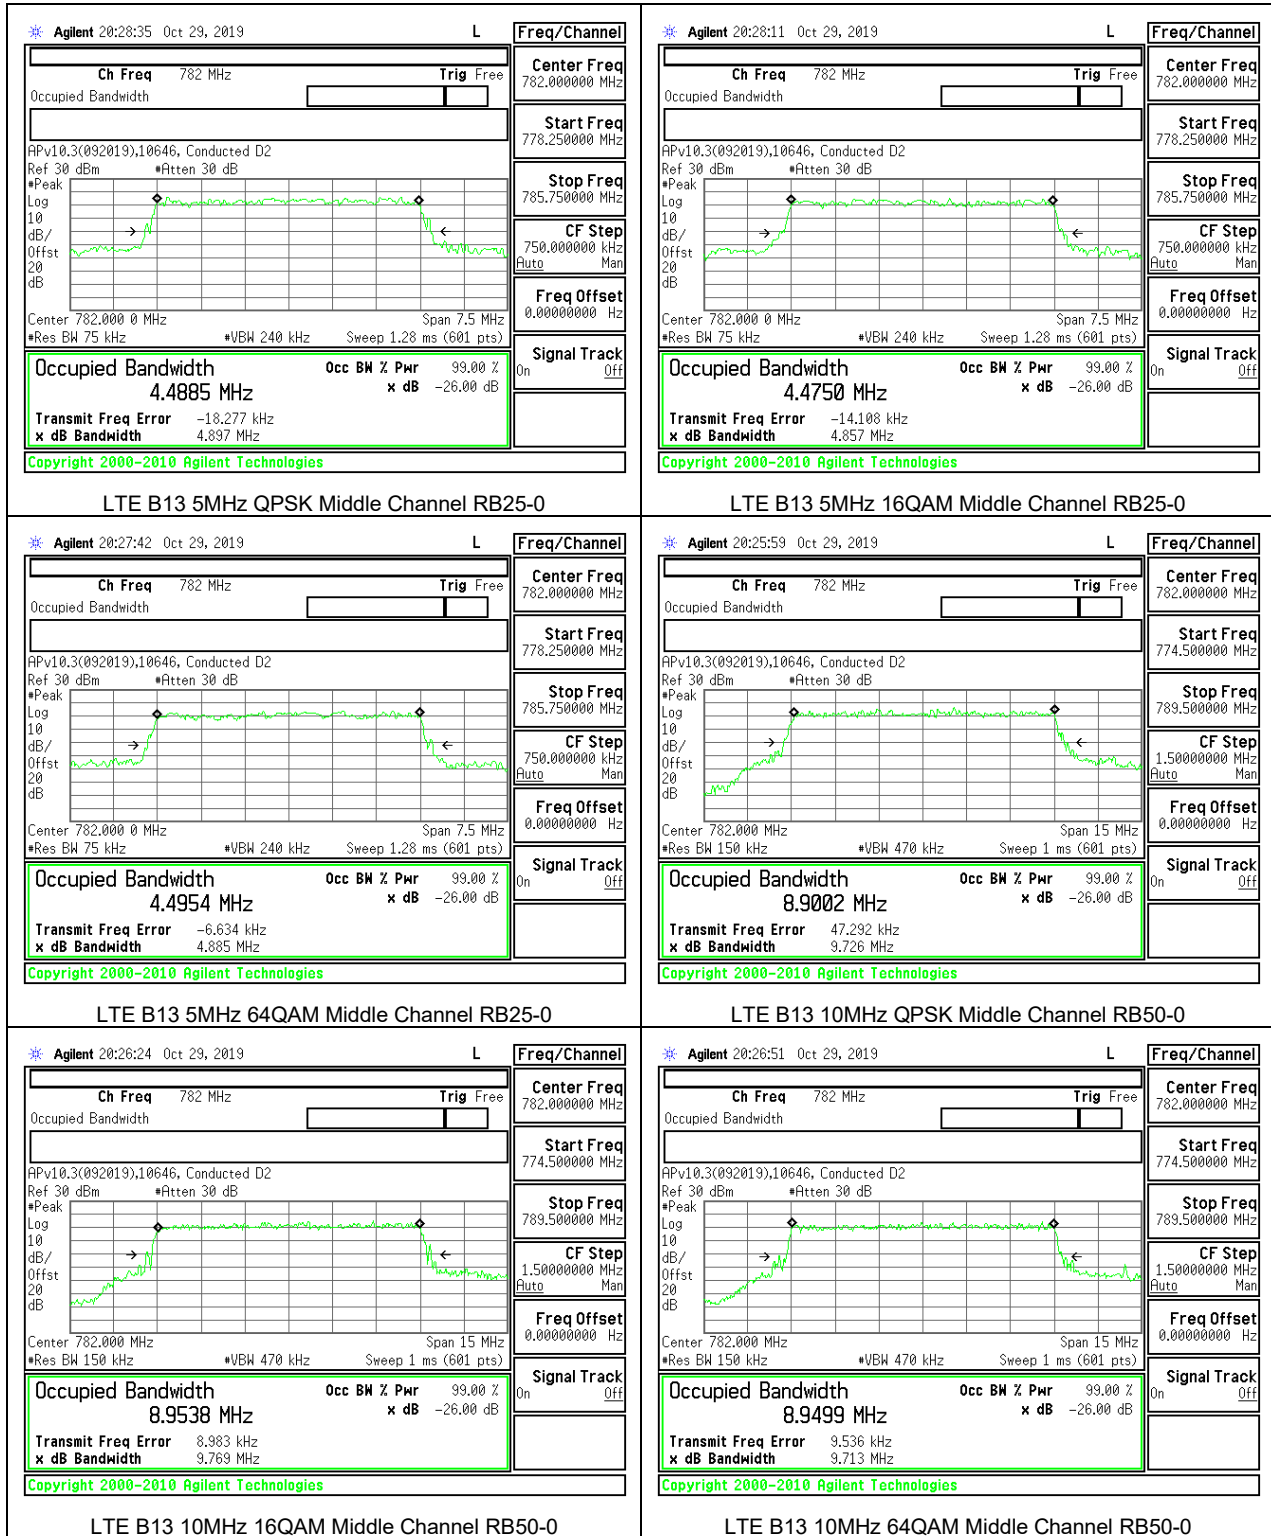 Agilent 20:28:35 Oct 29, 2019 L Freq/Channel
Ch Freq 782 MHz Trig Free
Occupied Bandwidth
Center Freq
782.000000 MHz
Start Freq
778.250000 MHz
APv10.3(092019),10646, Conducted D2
Ref 30 dBm #Atten 30 dB
#Peak
Log
10
dB/
Offst
20
dB
Stop Freq
785.750000 MHz
CF Step
750.000000 kHz
Auto Man
Freq Offset
0.00000000 Hz
Center 782.000 0 MHz Span 7.5 MHz
#Res BW 75 kHz #VBW 240 kHz Sweep 1.28 ms (601 pts)
Signal Track
On Off
Occupied Bandwidth Occ BW % Pwr 99.00 %
4.4885 MHz x dB -26.00 dB
Transmit Freq Error -18.277 kHz
x dB Bandwidth 4.897 MHz
Copyright 2000-2010 Agilent Technologies
LTE B13 5MHz QPSK Middle Channel RB25-0
Agilent 20:28:11 Oct 29, 2019 L Freq/Channel
Ch Freq 782 MHz Trig Free
Occupied Bandwidth
Center Freq
782.000000 MHz
Start Freq
778.250000 MHz
APv10.3(092019),10646, Conducted D2
Ref 30 dBm #Atten 30 dB
#Peak
Log
10
dB/
Offst
20
dB
Stop Freq
785.750000 MHz
CF Step
750.000000 kHz
Auto Man
Freq Offset
0.00000000 Hz
Center 782.000 0 MHz Span 7.5 MHz
#Res BW 75 kHz #VBW 240 kHz Sweep 1.28 ms (601 pts)
Signal Track
On Off
Occupied Bandwidth Occ BW % Pwr 99.00 %
4.4750 MHz x dB -26.00 dB
Transmit Freq Error -14.108 kHz
x dB Bandwidth 4.857 MHz
Copyright 2000-2010 Agilent Technologies
LTE B13 5MHz 16QAM Middle Channel RB25-0
Agilent 20:27:42 Oct 29, 2019 L Freq/Channel
Ch Freq 782 MHz Trig Free
Occupied Bandwidth
Center Freq
782.000000 MHz
Start Freq
778.250000 MHz
APv10.3(092019),10646, Conducted D2
Ref 30 dBm #Atten 30 dB
#Peak
Log
10
dB/
Offst
20
dB
Stop Freq
785.750000 MHz
CF Step
750.000000 kHz
Auto Man
Freq Offset
0.00000000 Hz
Center 782.000 0 MHz Span 7.5 MHz
#Res BW 75 kHz #VBW 240 kHz Sweep 1.28 ms (601 pts)
Signal Track
On Off
Occupied Bandwidth Occ BW % Pwr 99.00 %
4.4954 MHz x dB -26.00 dB
Transmit Freq Error -6.634 kHz
x dB Bandwidth 4.885 MHz
Copyright 2000-2010 Agilent Technologies
LTE B13 5MHz 64QAM Middle Channel RB25-0
Agilent 20:25:59 Oct 29, 2019 L Freq/Channel
Ch Freq 782 MHz Trig Free
Occupied Bandwidth
Center Freq
782.000000 MHz
Start Freq
774.500000 MHz
APv10.3(092019),10646, Conducted D2
Ref 30 dBm #Atten 30 dB
#Peak
Log
10
dB/
Offst
20
dB
Stop Freq
789.500000 MHz
CF Step
1.50000000 MHz
Auto Man
Freq Offset
0.00000000 Hz
Center 782.000 MHz Span 15 MHz
#Res BW 150 kHz #VBW 470 kHz Sweep 1 ms (601 pts)
Signal Track
On Off
Occupied Bandwidth Occ BW % Pwr 99.00 %
8.9002 MHz x dB -26.00 dB
Transmit Freq Error 47.292 kHz
x dB Bandwidth 9.726 MHz
Copyright 2000-2010 Agilent Technologies
LTE B13 10MHz QPSK Middle Channel RB50-0
Agilent 20:26:24 Oct 29, 2019 L Freq/Channel
Ch Freq 782 MHz Trig Free
Occupied Bandwidth
Center Freq
782.000000 MHz
Start Freq
774.500000 MHz
APv10.3(092019),10646, Conducted D2
Ref 30 dBm #Atten 30 dB
#Peak
Log
10
dB/
Offst
20
dB
Stop Freq
789.500000 MHz
CF Step
1.50000000 MHz
Auto Man
Freq Offset
0.00000000 Hz
Center 782.000 MHz Span 15 MHz
#Res BW 150 kHz #VBW 470 kHz Sweep 1 ms (601 pts)
Signal Track
On Off
Occupied Bandwidth Occ BW % Pwr 99.00 %
8.9538 MHz x dB -26.00 dB
Transmit Freq Error 8.983 kHz
x dB Bandwidth 9.769 MHz
Copyright 2000-2010 Agilent Technologies
LTE B13 10MHz 16QAM Middle Channel RB50-0
Agilent 20:26:51 Oct 29, 2019 L Freq/Channel
Ch Freq 782 MHz Trig Free
Occupied Bandwidth
Center Freq
782.000000 MHz
Start Freq
774.500000 MHz
APv10.3(092019),10646, Conducted D2
Ref 30 dBm #Atten 30 dB
#Peak
Log
10
dB/
Offst
20
dB
Stop Freq
789.500000 MHz
CF Step
1.50000000 MHz
Auto Man
Freq Offset
0.00000000 Hz
Center 782.000 MHz Span 15 MHz
#Res BW 150 kHz #VBW 470 kHz Sweep 1 ms (601 pts)
Signal Track
On Off
Occupied Bandwidth Occ BW % Pwr 99.00 %
8.9499 MHz x dB -26.00 dB
Transmit Freq Error 9.536 kHz
x dB Bandwidth 9.713 MHz
Copyright 2000-2010 Agilent Technologies
LTE B13 10MHz 64QAM Middle Channel RB50-0